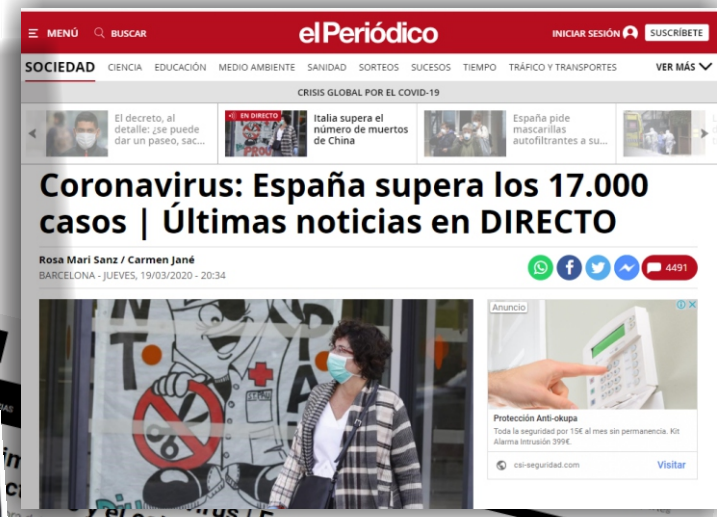 MENÚ
BUSCAR
elPeriódico
INICIAR SESIÓN
SUSCRÍBETE
SOCIEDAD CIENCIA EDUCACIÓN MEDIO AMBIENTE SANIDAD SORTEOS SUCESOS TIEMPO TRÁFICO Y TRANSPORTES VER MÁS
CRISIS GLOBAL POR EL COVID-19
El decreto, al
detalle: ¿se puede
dar un paseo, sac...
EN DIRECTO
Italia supera el
número de muertos
de China
España pide
mascarillas
autofiltrantes a su...
Coronavirus: España supera los 17.000
casos | Últimas noticias en DIRECTO
Rosa Mari Sanz / Carmen Jané
BARCELONA - JUEVES, 19/03/2020 - 20:34
4491
Anuncio
Protección Anti-okupa
Toda la seguridad por 15€ al mes sin permanencia. Kit
Alarma Intrusión 399€.
csi-seguridad.com
Visitar